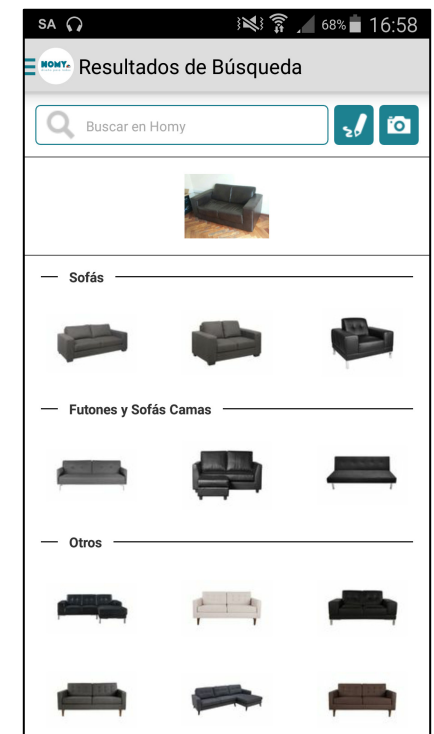 SA 68% 16:58
HOMY. Resultados de Búsqueda
Buscar en Homy
Sofás
Futones y Sofás Camas
Otros